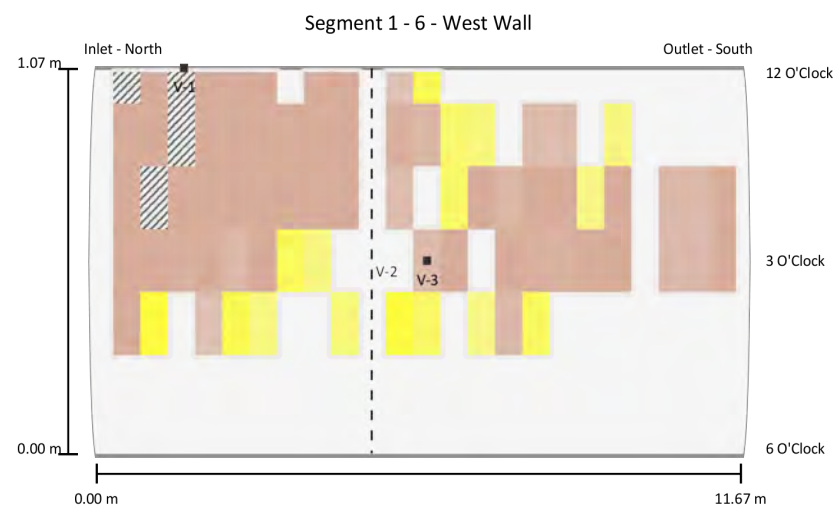 Segment 1 - 6 - West Wall
Inlet - North
Outlet - South
1.07 m
12 O'Clock
V-1
3 O'Clock
V-2
V-3
0.00 m
6 O'Clock
0.00 m
11.67 m